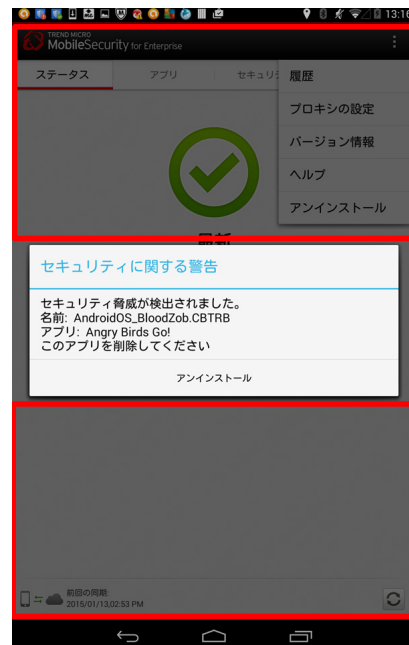 13:16
TREND MICRO
MobileSecurity for Enterprise
ステータス アプリ セキュリ
履歴
プロキシの設定
バージョン情報
ヘルプ
アンインストール
セキュリティに関する警告
セキュリティ脅威が検出されました。
名前: AndroidOS_BloodZob.CBTRB
アプリ: Angry Birds Go!
このアプリを削除してください
アンインストール
前回の同期:
2015/01/13,02:53 PM